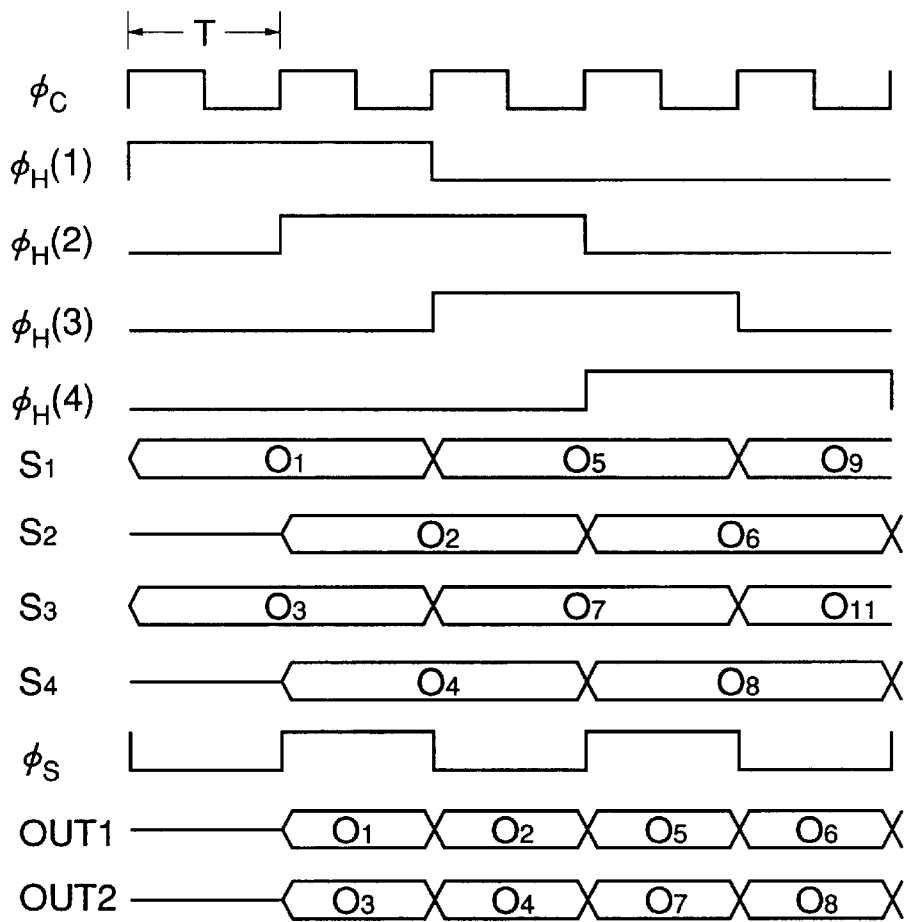 T
ϕC
ϕH(1)
ϕH(2)
ϕH(3)
ϕH(4)
S1 O1 O5 O9
S2 O2 O6
S3 O3 O7 O11
S4 O4 O8
ϕS
OUT1 O1 O2 O5 O6
OUT2 O3 O4 O7 O8